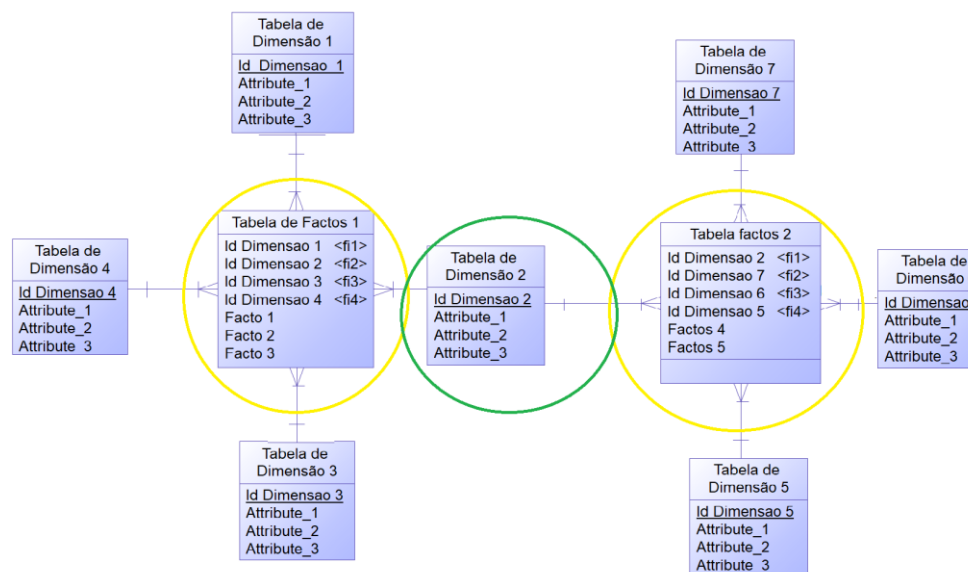 Tabela de
Dimensão 1
Id_Dimensao_1
Attribute_1
Attribute_2
Attribute_3
Tabela de
Dimensão 7
Id Dimensao 7
Attribute_1
Attribute_2
Attribute_3
Tabela de
Dimensão 4
Id Dimensao 4
Attribute_1
Attribute_2
Attribute_3
Tabela de Factos 1
Id Dimensao 1 <fi1>
Id Dimensao 2 <fi2>
Id Dimensao 3 <fi3>
Id Dimensao 4 <fi4>
Facto 1
Facto 2
Facto 3
Tabela de
Dimensão 2
Id Dimensao 2
Attribute_1
Attribute_2
Attribute_3
Tabela factos 2
Id Dimensao 2 <fi1>
Id Dimensao 7 <fi2>
Id Dimensao 6 <fi3>
Id Dimensao 5 <fi4>
Factos 4
Factos 5
Tabela de
Dimensão
Id Dimensao
Attribute_1
Attribute_2
Attribute_3
Tabela de
Dimensão 3
Id Dimensao 3
Attribute_1
Attribute_2
Attribute_3
Tabela de
Dimensão 5
Id Dimensao 5
Attribute_1
Attribute_2
Attribute_3